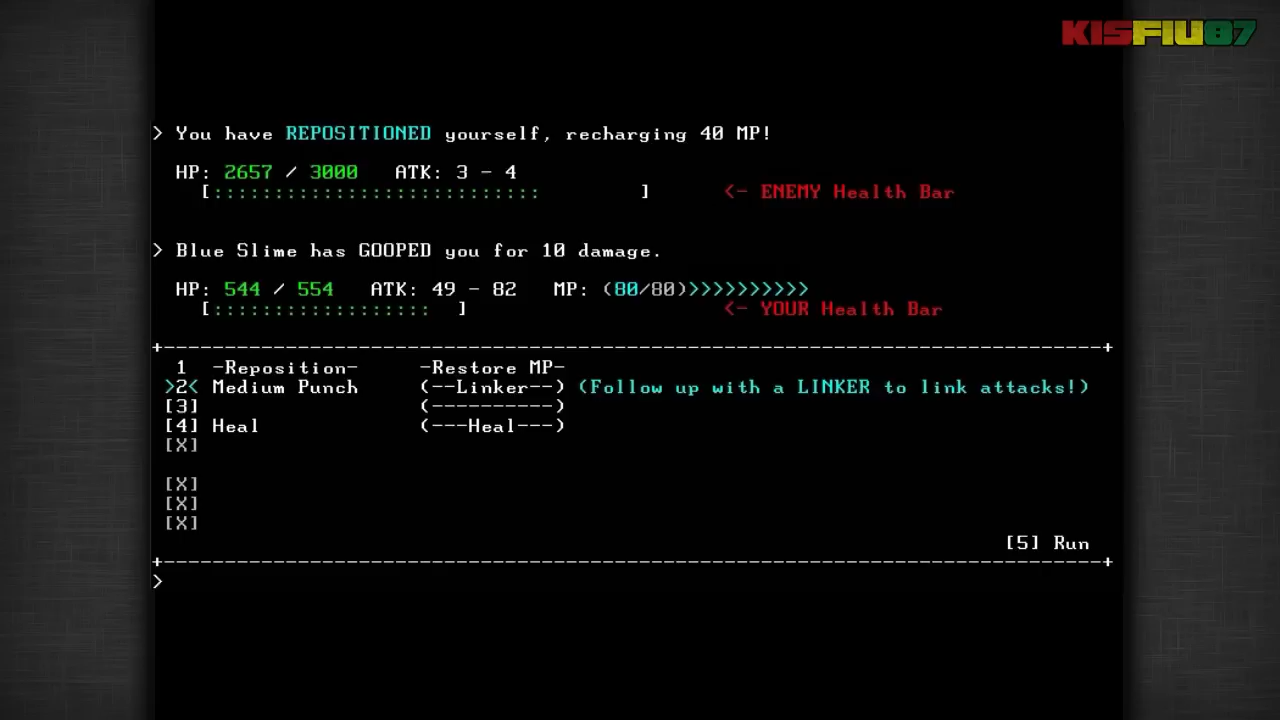 KISFIU87
> You have REPOSITIONED yourself, recharging 40 MP!
HP: 2657 / 3000 ATK: 3 - 4
[:::::::::::::::::::::::::::          ] <- ENEMY Health Bar
> Blue Slime has GOOPED you for 10 damage.
HP: 544 / 554 ATK: 49 - 82 MP: (80/80)>>>>>>>>>>
[::::::::::::::::::   ] <- YOUR Health Bar
+-----------------------------------------------------------------------------+
1 -Reposition- -Restore MP-
>2< Medium Punch (--Linker--) (Follow up with a LINKER to link attacks!)
[3] (----------)
[4] Heal (---Heal---)
[X]
[X]
[X]
[X]
[5] Run
+-----------------------------------------------------------------------------+
>